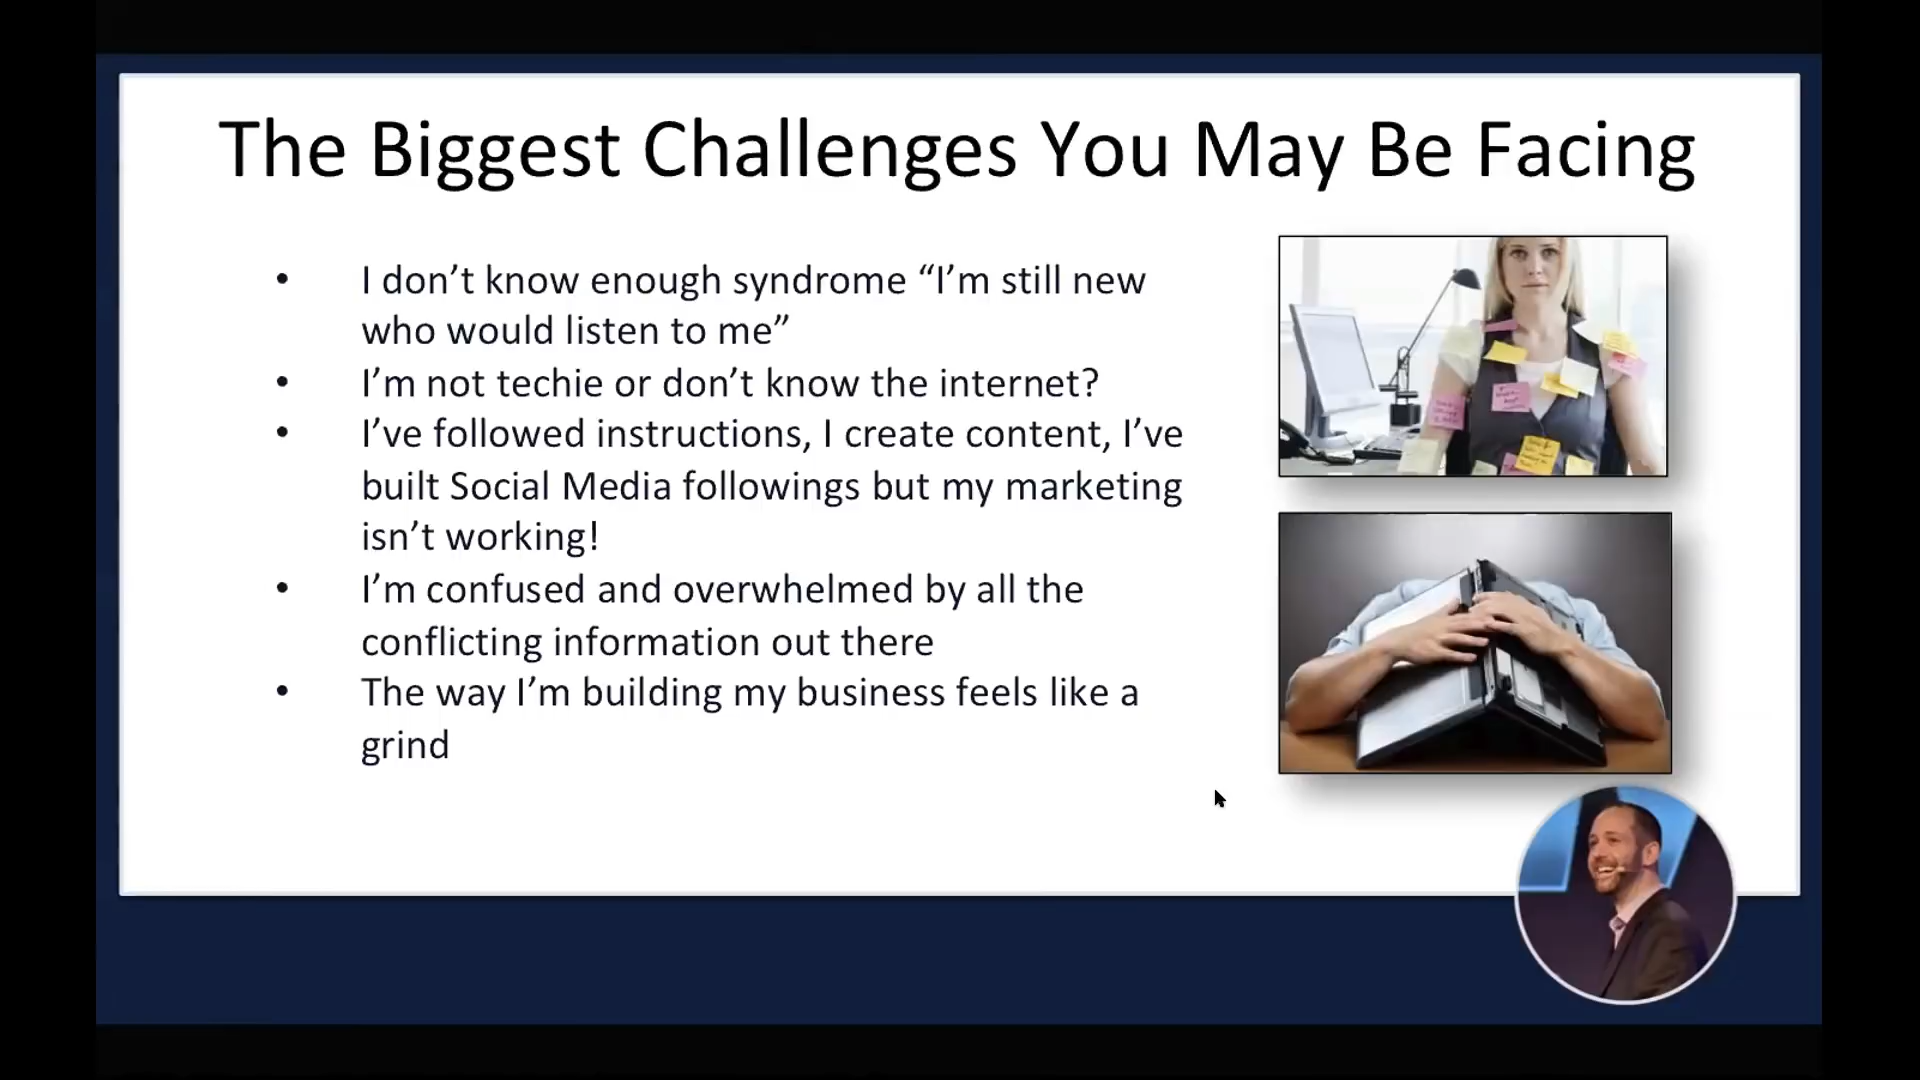 The Biggest Challenges You May Be Facing
• I don’t know enough syndrome “I’m still new
who would listen to me”
• I’m not techie or don’t know the internet?
• I’ve followed instructions, I create content, I’ve
built Social Media followings but my marketing
isn’t working!
• I’m confused and overwhelmed by all the
conflicting information out there
• The way I’m building my business feels like a
grind